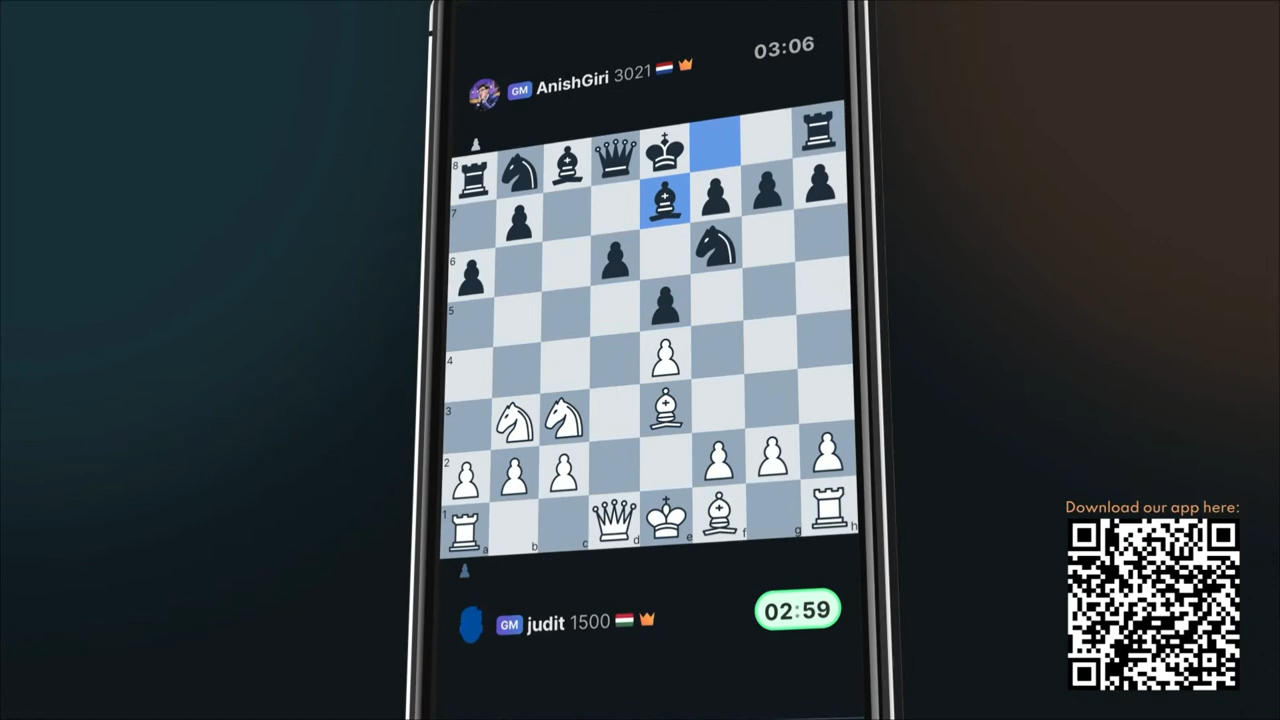 03:06
GM AnishGiri 3021
8
7
6
5
4
3
2
1
a b c d e f g h
GM judit 1500
02:59
Download our app here: